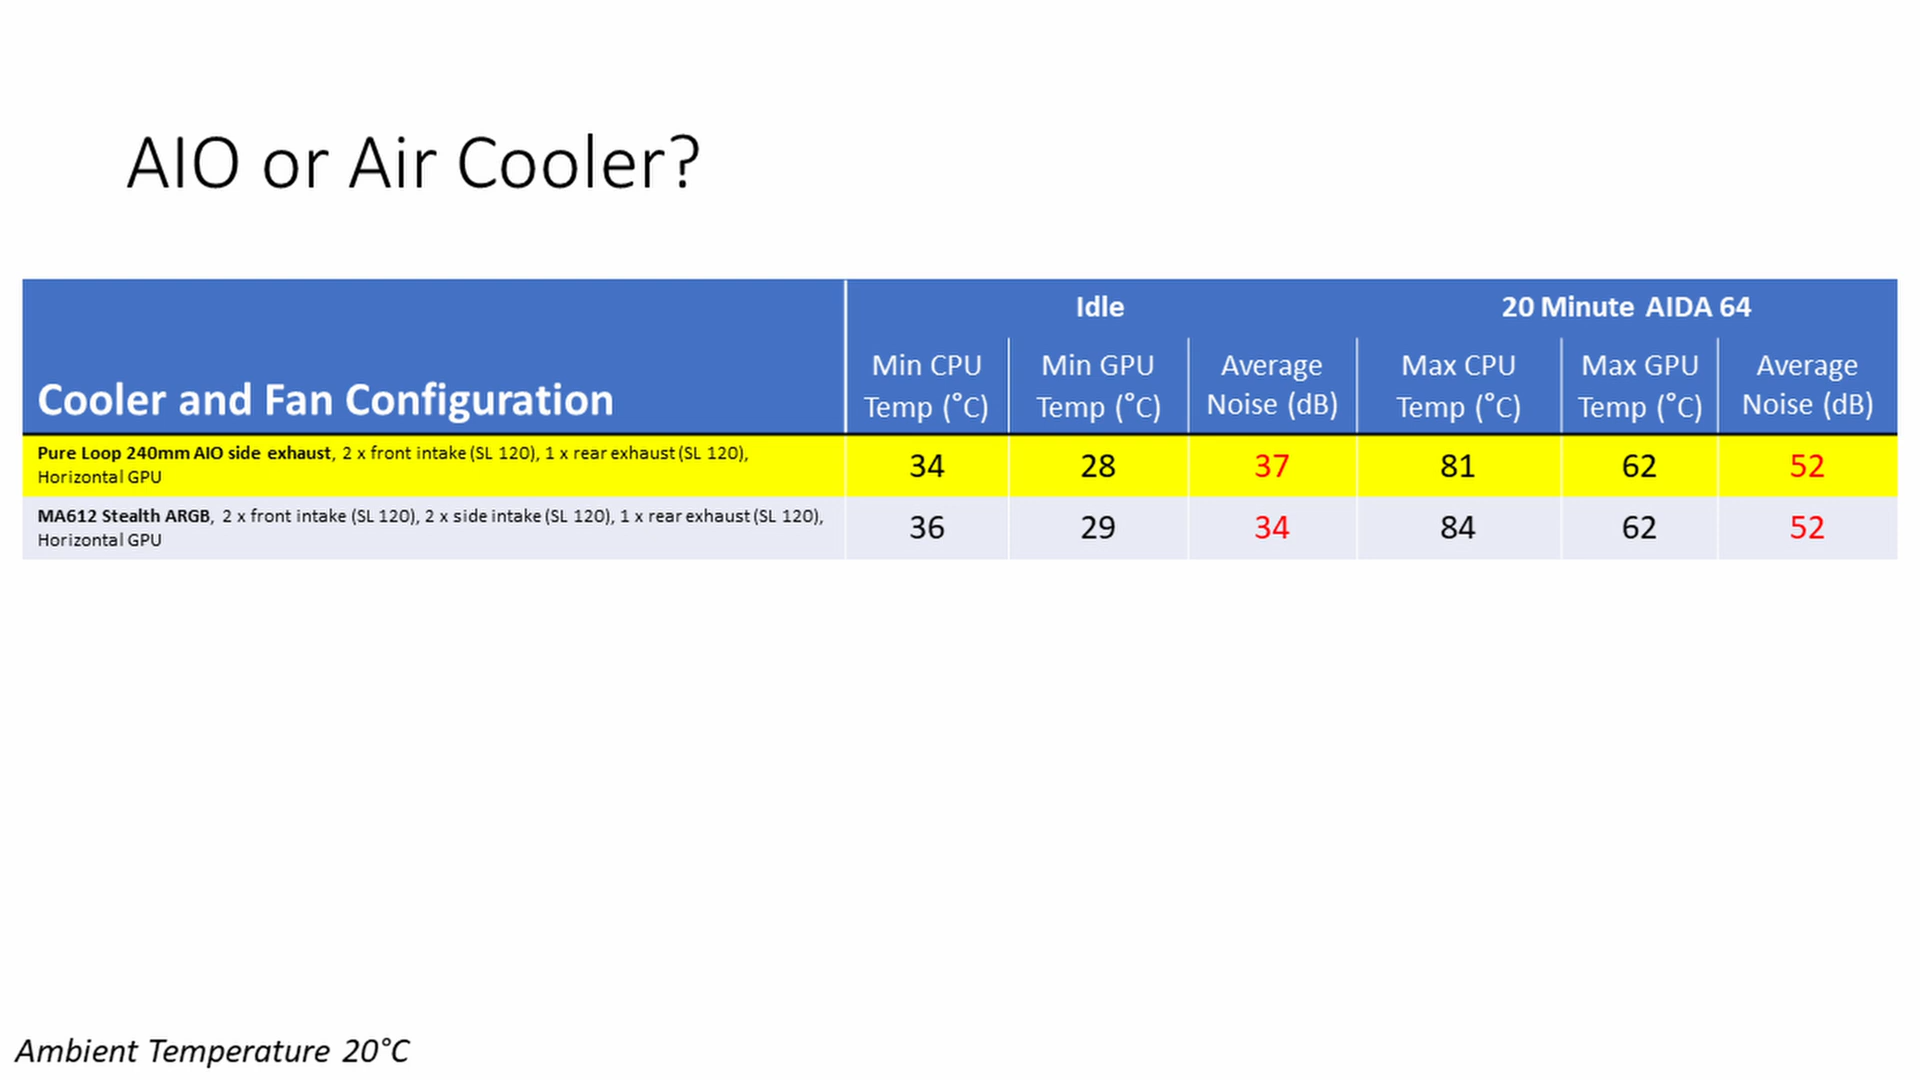 AIO or Air Cooler?
Idle
20 Minute AIDA 64
Cooler and Fan Configuration
Min CPU
Temp (°C)
Min GPU
Temp (°C)
Average
Noise (dB)
Max CPU
Temp (°C)
Max GPU
Temp (°C)
Average
Noise (dB)
Pure Loop 240mm AIO side exhaust, 2 x front intake (SL 120), 1 x rear exhaust (SL 120),
Horizontal GPU
34
28
37
81
62
52
MA612 Stealth ARGB, 2 x front intake (SL 120), 2 x side intake (SL 120), 1 x rear exhaust (SL 120),
Horizontal GPU
36
29
34
84
62
52
Ambient Temperature 20°C